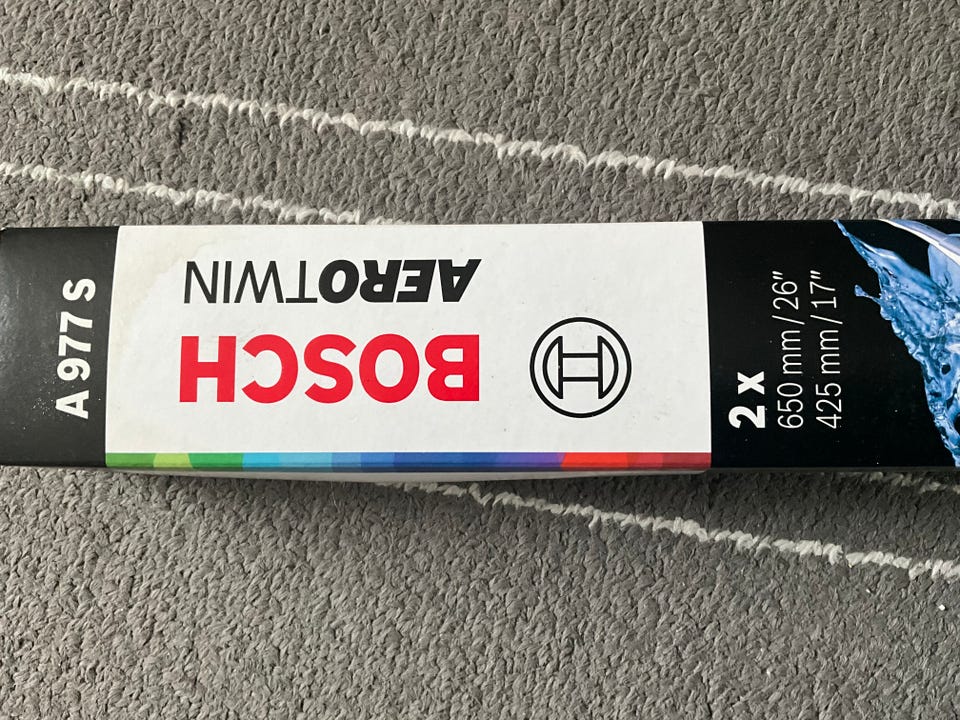 A 977 S
BOSCH
AEROTWIN
2 x
650 mm / 26"
425 mm / 17"